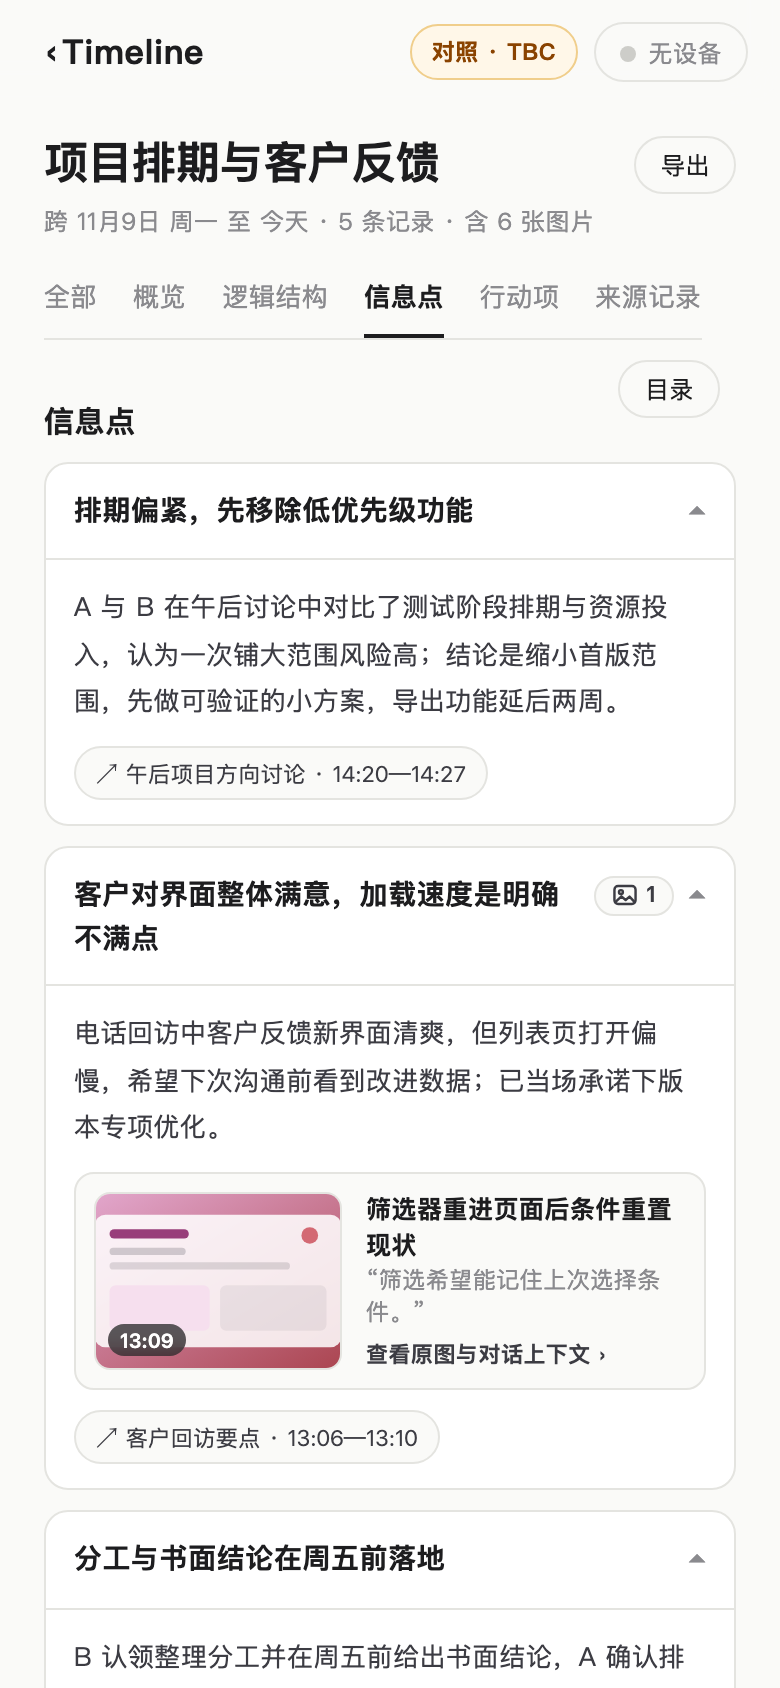 ‹ Timeline
对照 · TBC
无设备
项目排期与客户反馈
导出
跨 11月9日 周一 至 今天 · 5 条记录 · 含 6 张图片
全部 概览 逻辑结构 信息点 行动项 来源记录
目录
信息点
排期偏紧，先移除低优先级功能
A 与 B 在午后讨论中对比了测试阶段排期与资源投
入，认为一次铺大范围风险高；结论是缩小首版范
围，先做可验证的小方案，导出功能延后两周。
↗ 午后项目方向讨论 · 14:20—14:27
客户对界面整体满意，加载速度是明确
不满点
1
电话回访中客户反馈新界面清爽，但列表页打开偏
慢，希望下次沟通前看到改进数据；已当场承诺下版
本专项优化。
13:09
筛选器重进页面后条件重置
现状
“筛选希望能记住上次选择条
件。”
查看原图与对话上下文 ›
↗ 客户回访要点 · 13:06—13:10
分工与书面结论在周五前落地
B 认领整理分工并在周五前给出书面结论，A 确认排